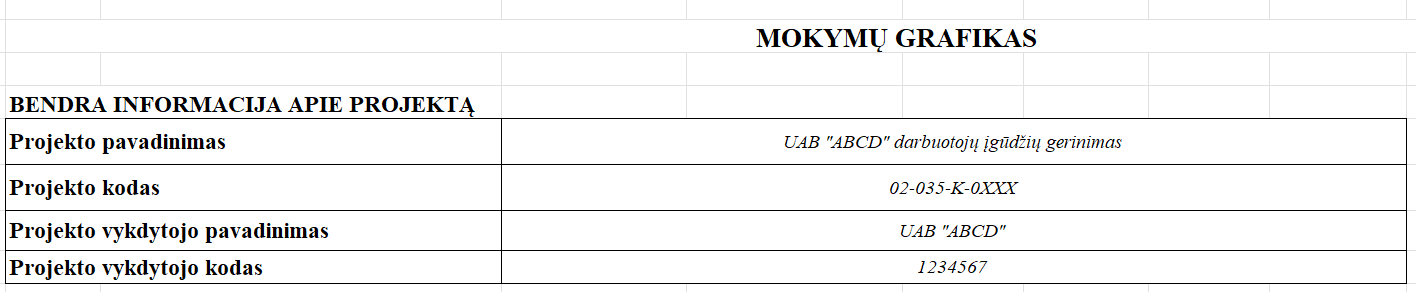 MOKYMŲ GRAFIKAS
BENDRA INFORMACIJA APIE PROJEKTĄ
Projekto pavadinimas UAB "ABCD" darbuotojų įgūdžių gerinimas
Projekto kodas 02-035-K-0XXX
Projekto vykdytojo pavadinimas UAB "ABCD"
Projekto vykdytojo kodas 1234567